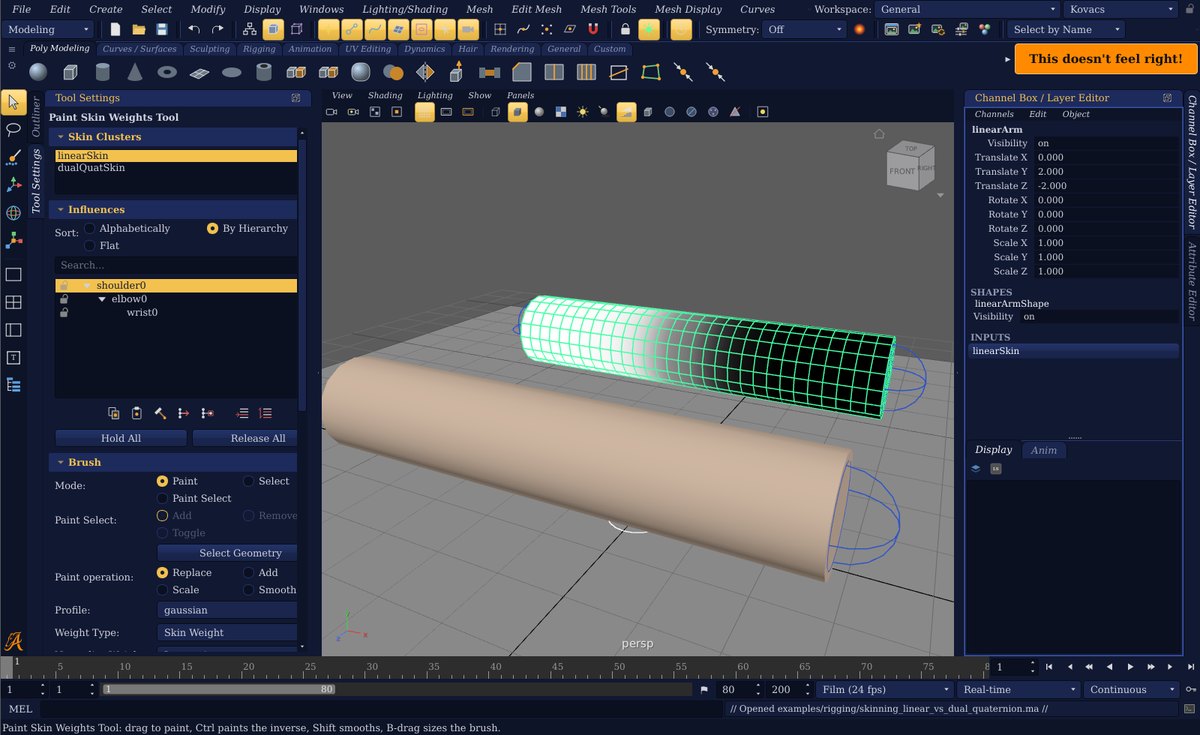 File Edit Create Select Modify Display Windows Lighting/Shading Mesh Edit Mesh Mesh Tools Mesh Display Curves Workspace: General Kovacs
Modeling Symmetry: Off Select by Name
Poly Modeling Curves / Surfaces Sculpting Rigging Animation UV Editing Dynamics Hair Rendering General Custom
This doesn't feel right!
Outliner
Tool Settings
Tool Settings
Paint Skin Weights Tool
Skin Clusters
linearSkin
dualQuatSkin
Influences
Sort: Alphabetically By Hierarchy
Flat
Search...
shoulder0
elbow0
wrist0
Hold All Release All
Brush
Mode: Paint Select
Paint Select
Paint Select: Add Remove
Toggle
Select Geometry
Paint operation: Replace Add
Scale Smooth
Profile: gaussian
Weight Type: Skin Weight
View Shading Lighting Show Panels
TOP
FRONT RIGHT
persp
y
x
z
Channel Box / Layer Editor
Channels Edit Object
linearArm
Visibility on
Translate X 0.000
Translate Y 2.000
Translate Z -2.000
Rotate X 0.000
Rotate Y 0.000
Rotate Z 0.000
Scale X 1.000
Scale Y 1.000
Scale Z 1.000
SHAPES
linearArmShape
Visibility on
INPUTS
linearSkin
Display Anim
Channel Box / Layer Editor
Attribute Editor
1 5 10 15 20 25 30 35 40 45 50 55 60 65 70 75 8 1
1 1 1 80 80 200 Film (24 fps) Real-time Continuous
MEL // Opened examples/rigging/skinning_linear_vs_dual_quaternion.ma //
Paint Skin Weights Tool: drag to paint, Ctrl paints the inverse, Shift smooths, B-drag sizes the brush.